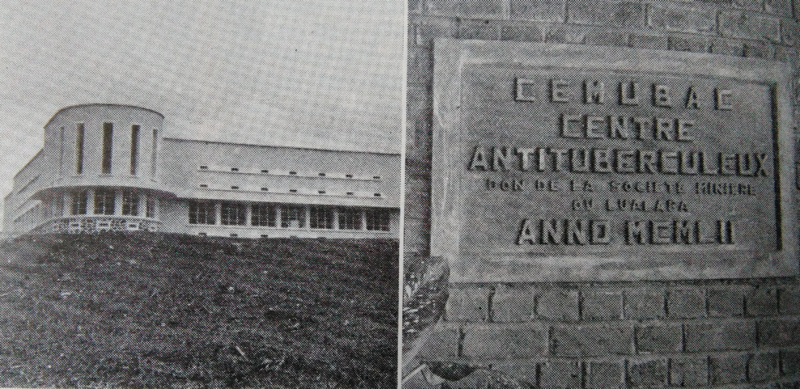 CEMUBAC
CENTRE
ANTITUBERCULEUX
DON DE LA SOCIETE MINIERE
DU LUALABA
ANNO MCMLII